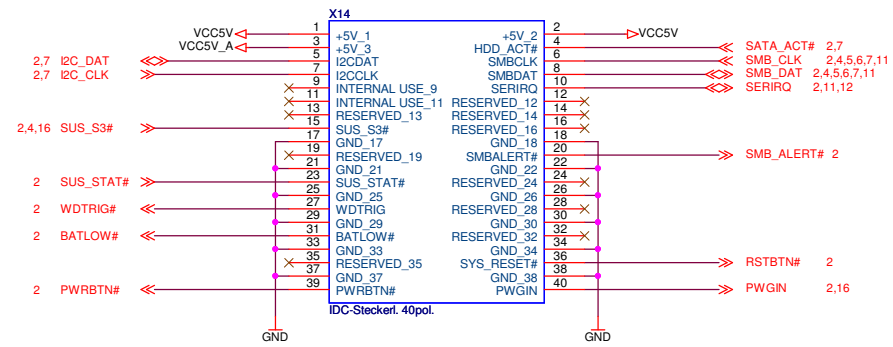 X14
VCC5V 1 +5V_1 +5V_2 2 VCC5V
VCC5V_A 3 +5V_3 HDD_ACT# 4 SATA_ACT# 2,7
2,7 I2C_DAT 5 I2CDAT SMBCLK 6 SMB_CLK 2,4,5,6,7,11
2,7 I2C_CLK 7 I2CCLK SMBDAT 8 SMB_DAT 2,4,5,6,7,11
9 INTERNAL USE_9 SERIRQ 10 SERIRQ 2,11,12
11 INTERNAL USE_11 RESERVED_12 12
13 RESERVED_13 RESERVED_14 14
2,4,16 SUS_S3# 15 SUS_S3# RESERVED_16 16
17 GND_17 GND_18 18
19 RESERVED_19 SMBALERT# 20 SMB_ALERT# 2
21 GND_21 GND_22 22
2 SUS_STAT# 23 SUS_STAT# RESERVED_24 24
25 GND_25 GND_26 26
2 WDTRIG# 27 WDTRIG RESERVED_28 28
29 GND_29 GND_30 30
2 BATLOW# 31 BATLOW# RESERVED_32 32
33 GND_33 GND_34 34
35 RESERVED_35 SYS_RESET# 36 RSTBTN# 2
37 GND_37 GND_38 38
2 PWRBTN# 39 PWRBTN# PWGIN 40 PWGIN 2,16
IDC-Steckerl. 40pol.
GND GND